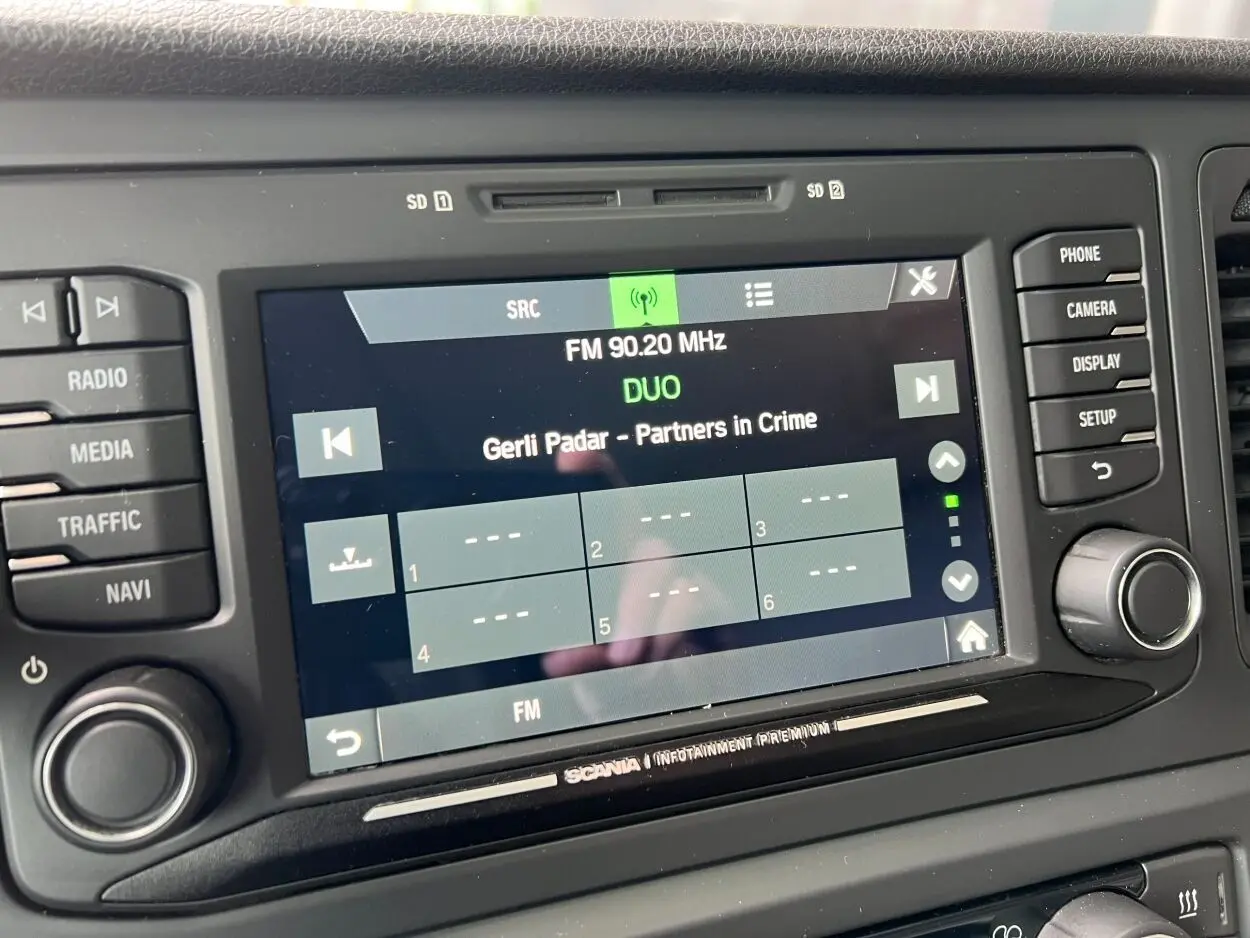 SD 1
SD 2
RADIO
MEDIA
TRAFFIC
NAVI
SRC
FM 90.20 MHz
DUO
Gerli Padar - Partners in Crime
---
1
---
2
---
3
---
4
---
5
---
6
FM
SCANIA | INFOTAINMENT PREMIUM
PHONE
CAMERA
DISPLAY
SETUP